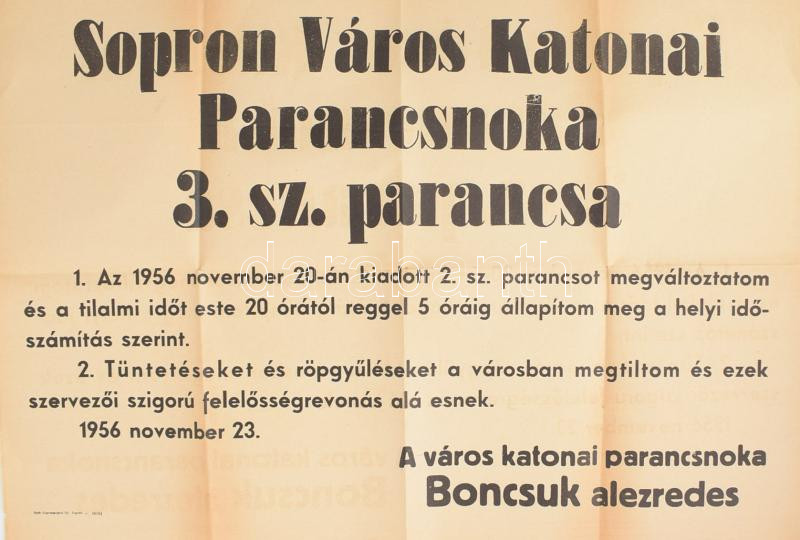 Sopron Város Katonai
Parancsnoka
3. sz. parancsa
1. Az 1956 november 20-án kiadott 2. sz. parancsot megváltoztatom
és a tilalmi időt este 20 órától reggel 5 óráig állapítom meg a helyi idő-
számítás szerint.
2. Tüntetéseket és röpgyűléseket a városban megtiltom és ezek
szervezői szigorú felelősségrevonás alá esnek.
1956 november 23.
A város katonai parancsnoka
Boncsuk alezredes
darabanth